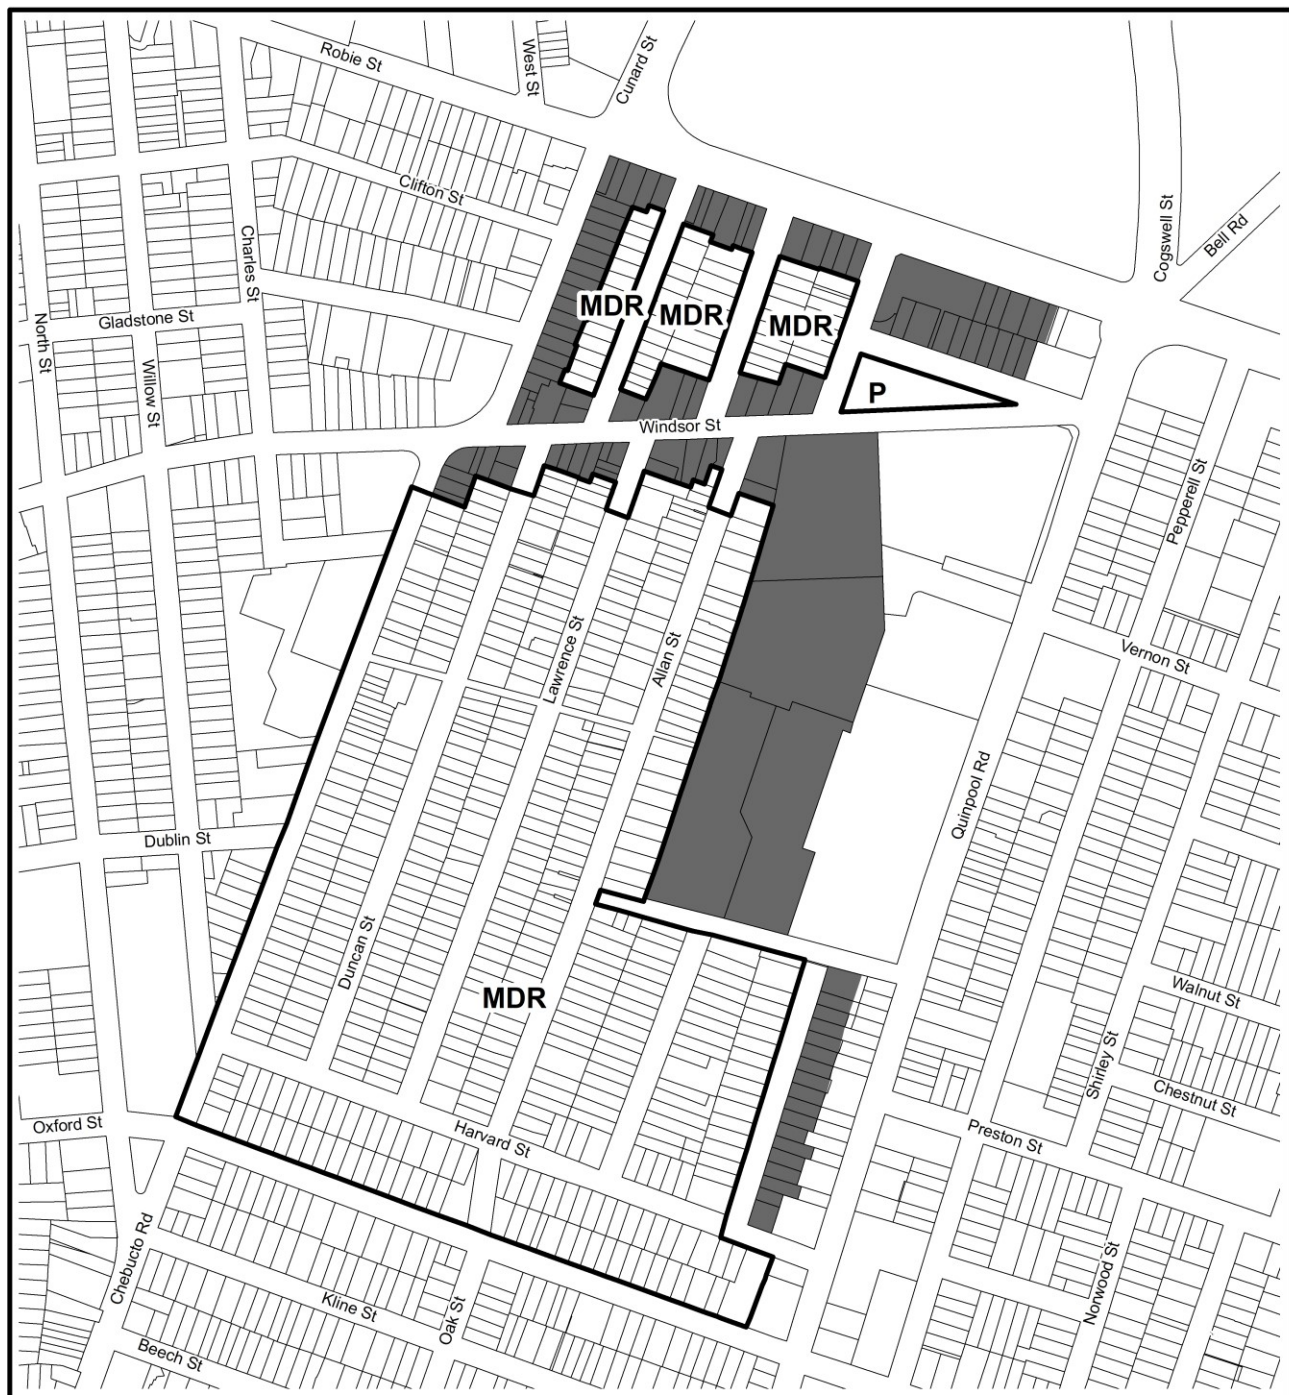 Robie St
West St
Cunard St
Clifton St
Charles St
Cogswell St
Bell Rd
North St
Gladstone St
Willow St
MDR
MDR
MDR
P
Windsor St
Pepperell St
Lawrence St
Allan St
Vernon St
Quinpool Rd
Dublin St
Duncan St
MDR
Walnut St
Shirley St
Chestnut St
Oxford St
Harvard St
Preston St
Chebucto Rd
Kline St
Oak St
Norwood St
Beech St